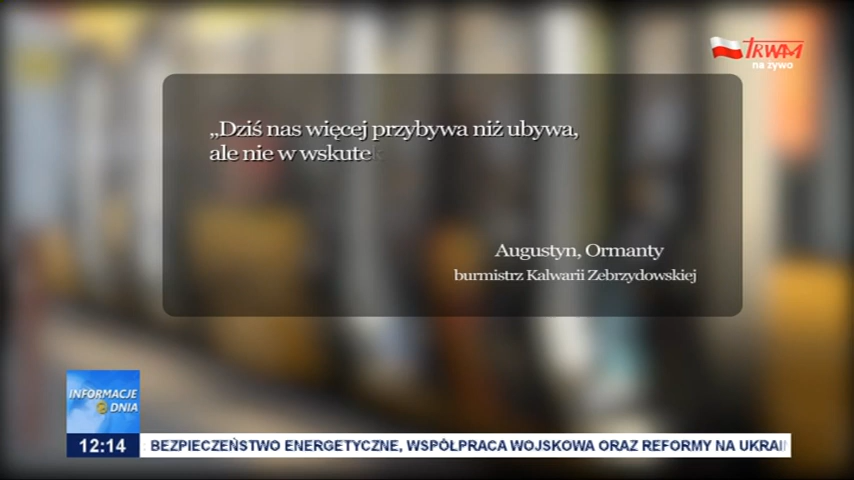 TRWAM
na żywo
„Dziś nas więcej przybywa niż ubywa,
ale nie w wskutek
Augustyn, Ormanty
burmistrz Kalwarii Zebrzydowskiej
INFORMACJE
DNIA
12:14 BEZPIECZEŃSTWO ENERGETYCZNE, WSPÓŁPRACA WOJSKOWA ORAZ REFORMY NA UKRAI